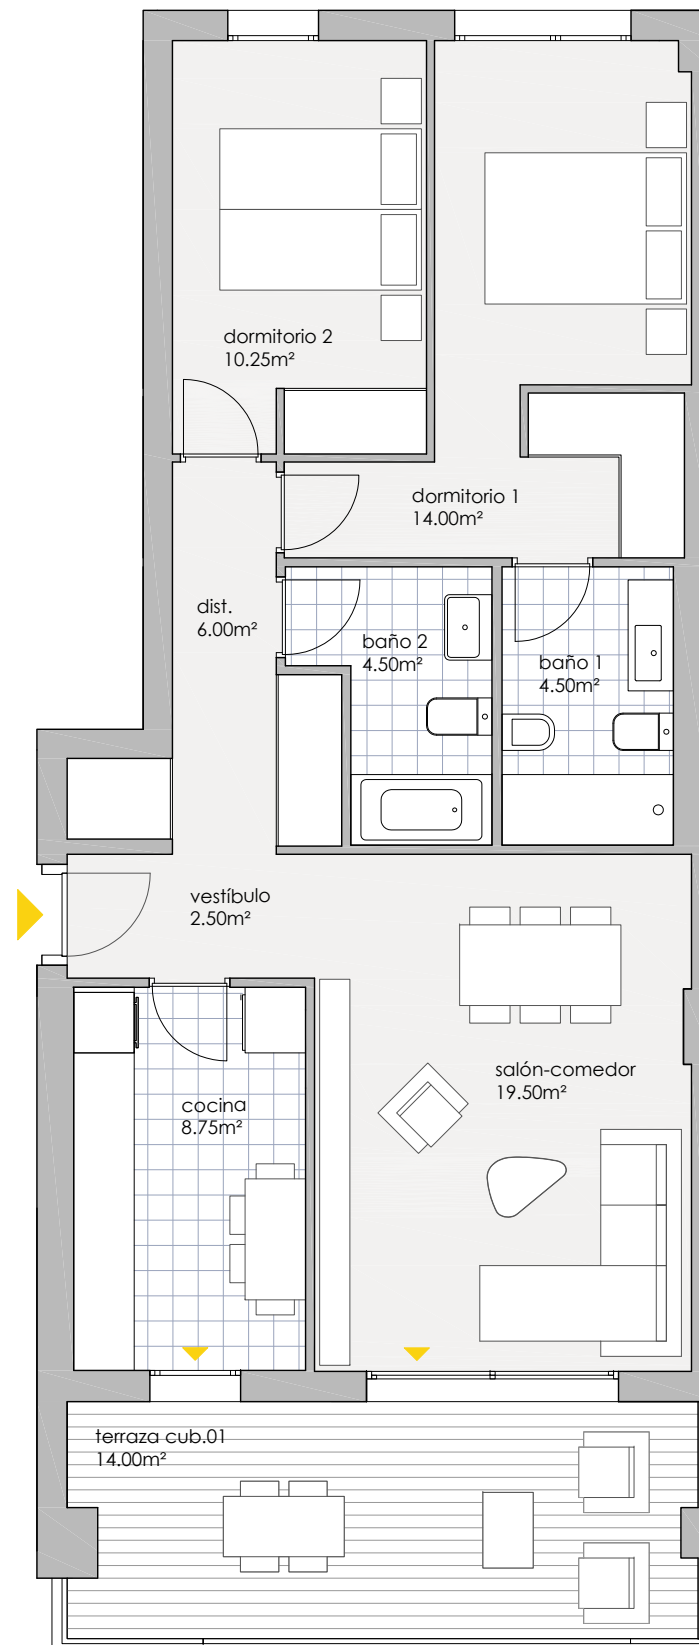 dormitorio 2
10.25m²
dormitorio 1
14.00m²
dist.
6.00m²
baño 2
4.50m²
baño 1
4.50m²
vestíbulo
2.50m²
salón-comedor
19.50m²
cocina
8.75m²
terraza cub.01
14.00m²